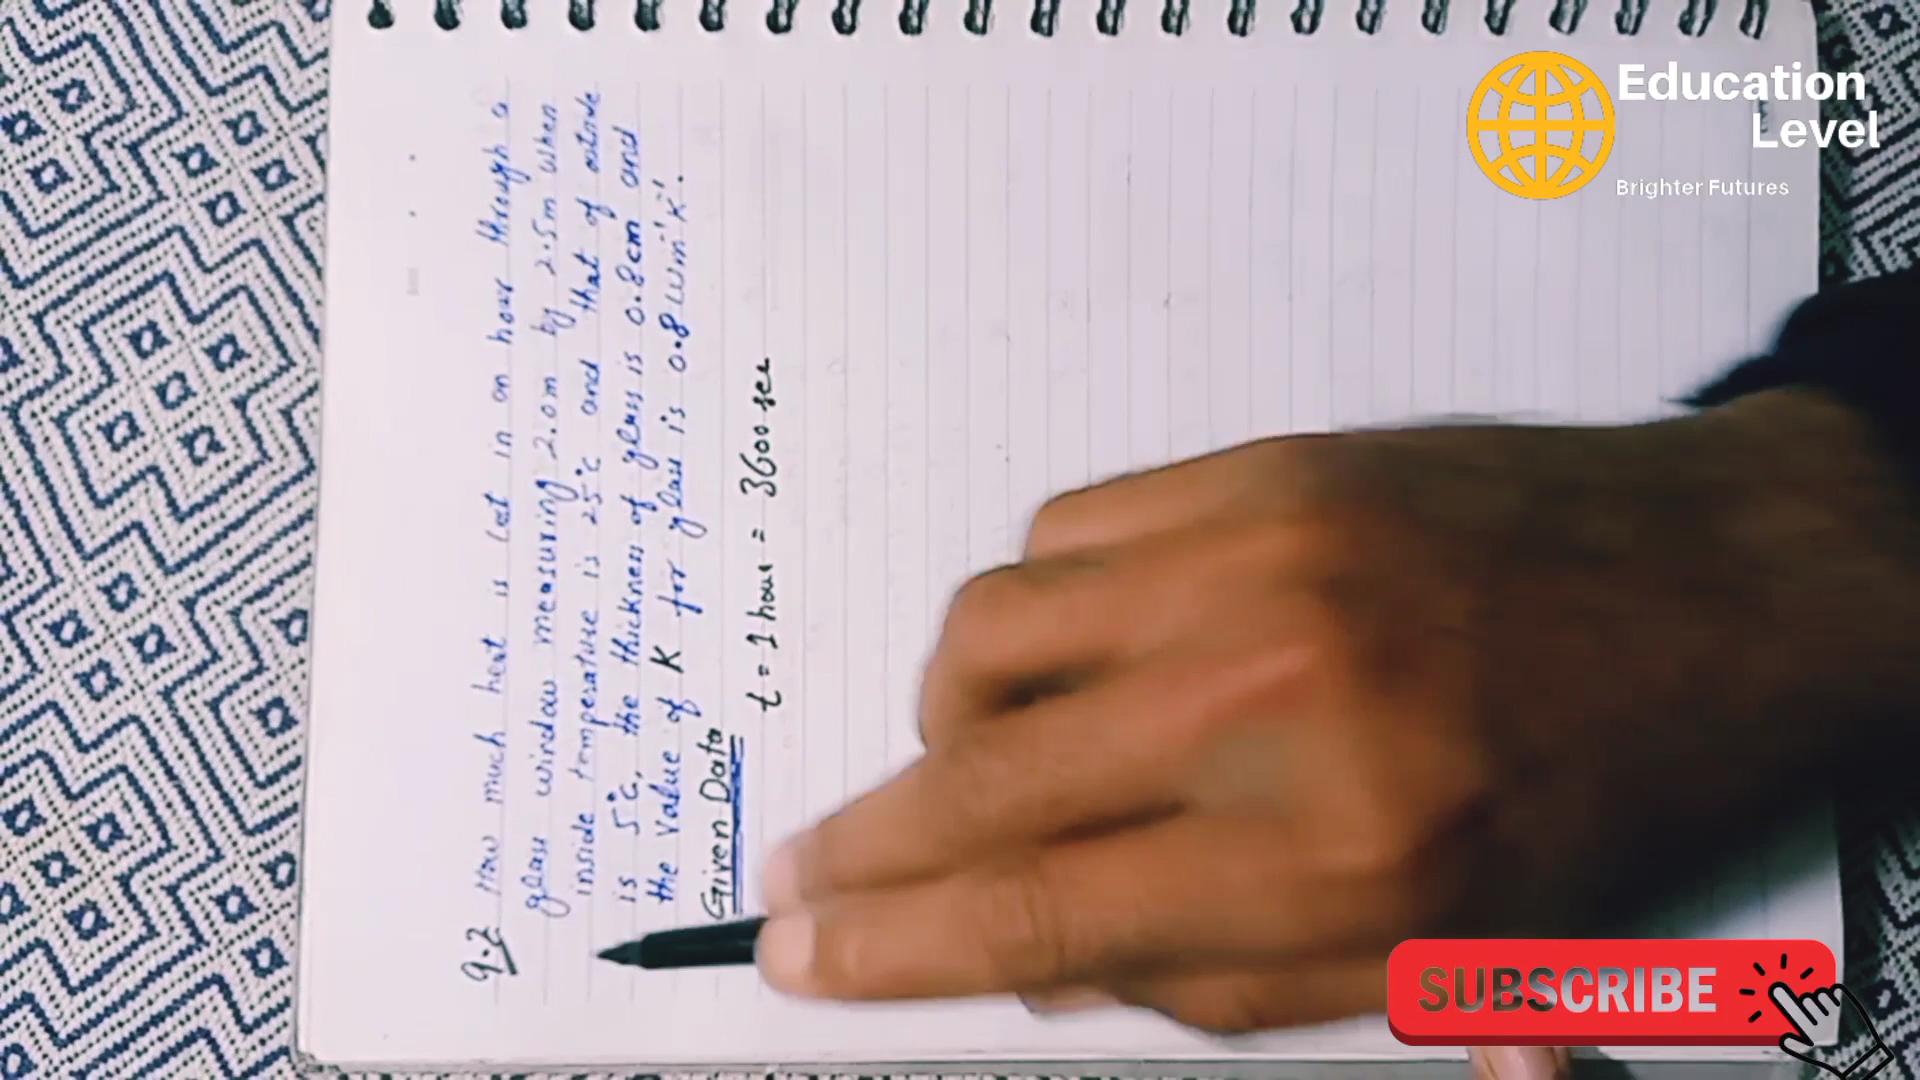 9.2 How much heat is lost in an hour through a
glass window measuring 2.0m by 2.5m when
inside temperature is 25°C and that of outside
is 5°C, the thickness of glass is 0.8cm and
the value of K for glass is 0.8 Wm⁻¹K⁻¹.
Given Data
t = 1 hour = 3600 sec
Education
Level
Brighter Futures
SUBSCRIBE